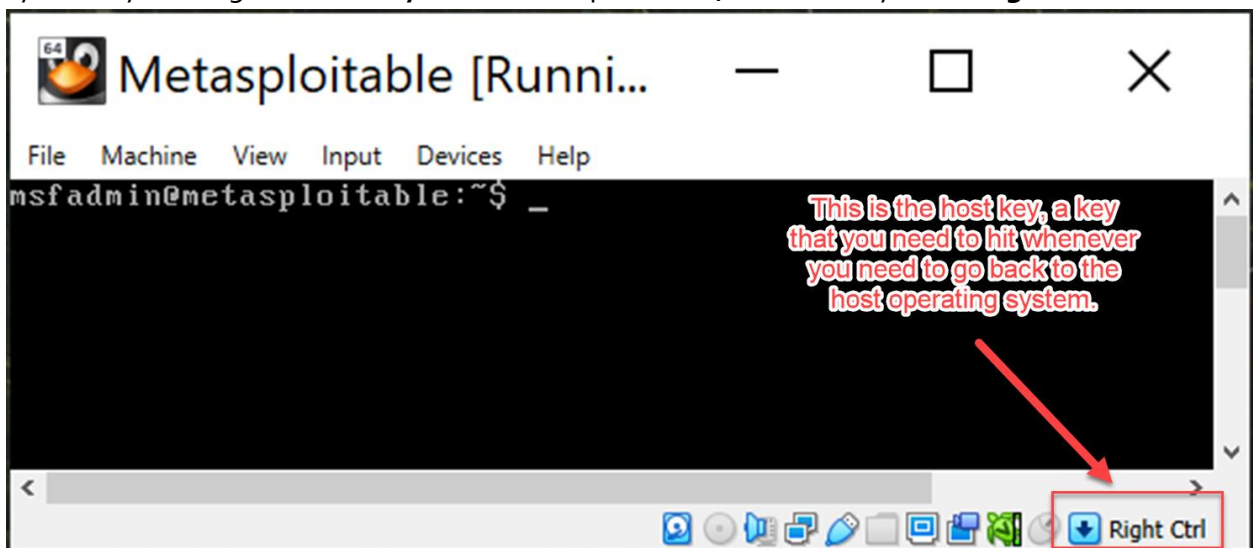 64
Metasploitable [Runni...
File Machine View Input Devices Help
msfadmin@metasploitable:~$ _
This is the host key, a key
that you need to hit whenever
you need to go back to the
host operating system.
Right Ctrl